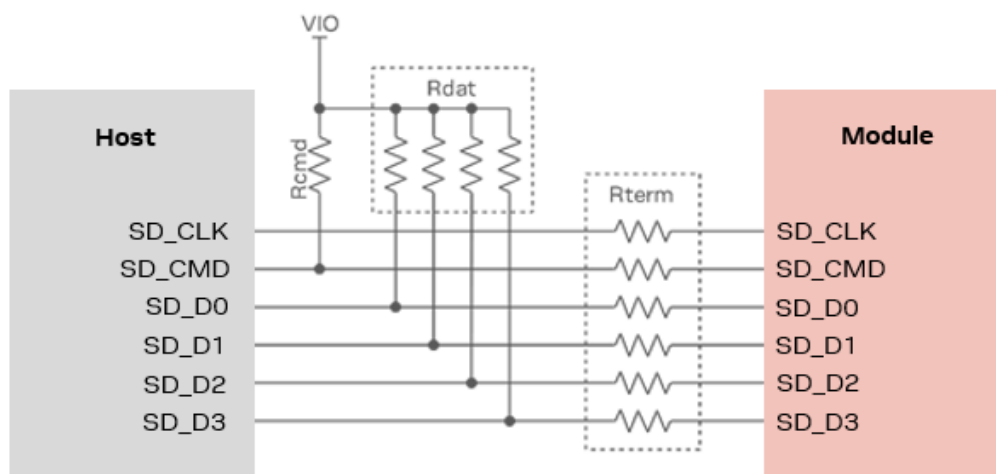 VIO
Rdat
Host
Module
Rcmd
Rterm
SD_CLK
SD_CLK
SD_CMD
SD_CMD
SD_D0
SD_D0
SD_D1
SD_D1
SD_D2
SD_D2
SD_D3
SD_D3